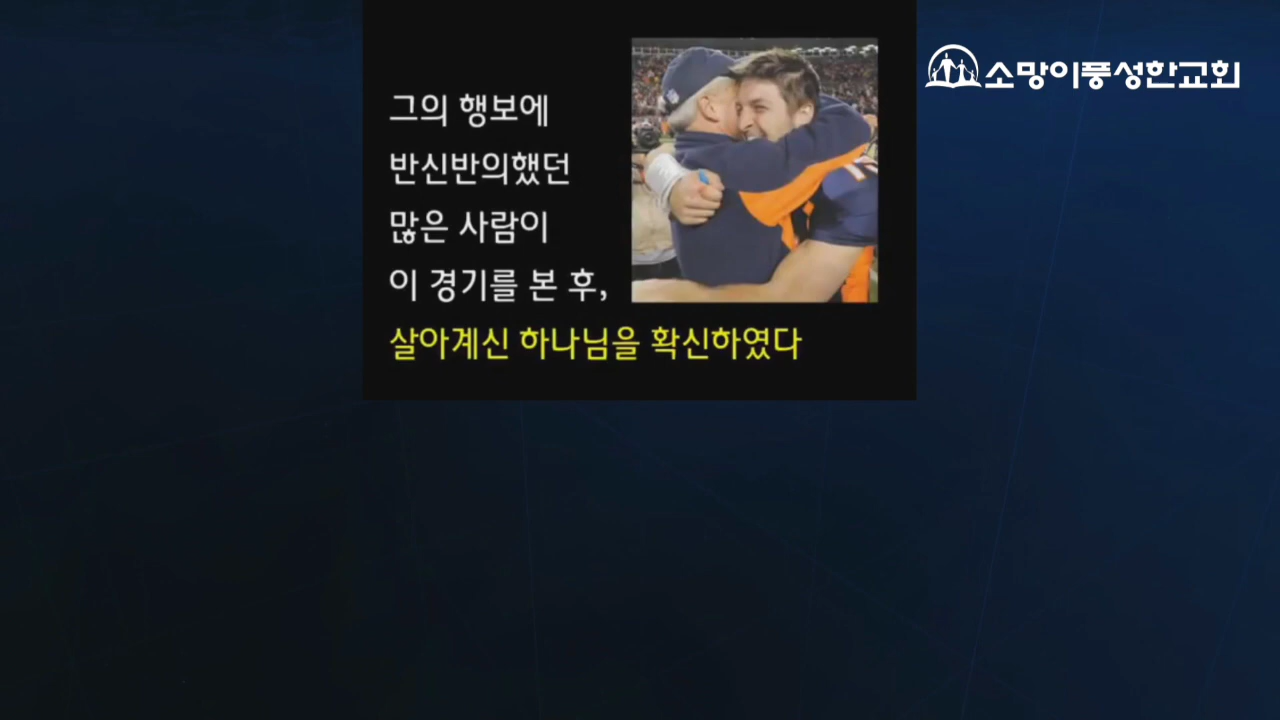 소망이풍성한교회
그의 행보에
반신반의했던
많은 사람이
이 경기를 본 후,
살아계신 하나님을 확신하였다